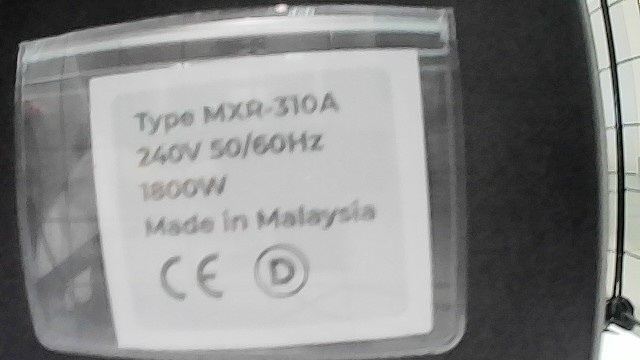 Type MXR-310A
240V 50/60Hz
1800W
Made in Malaysia
CE D